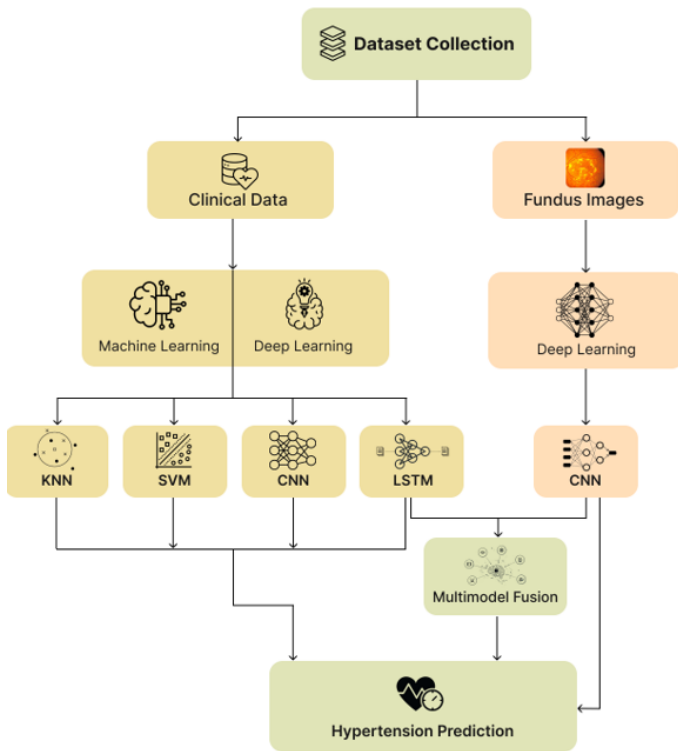 Dataset Collection
Clinical Data
Fundus Images
Machine Learning
Deep Learning
Deep Learning
KNN
SVM
CNN
LSTM
CNN
Multimodel Fusion
Hypertension Prediction